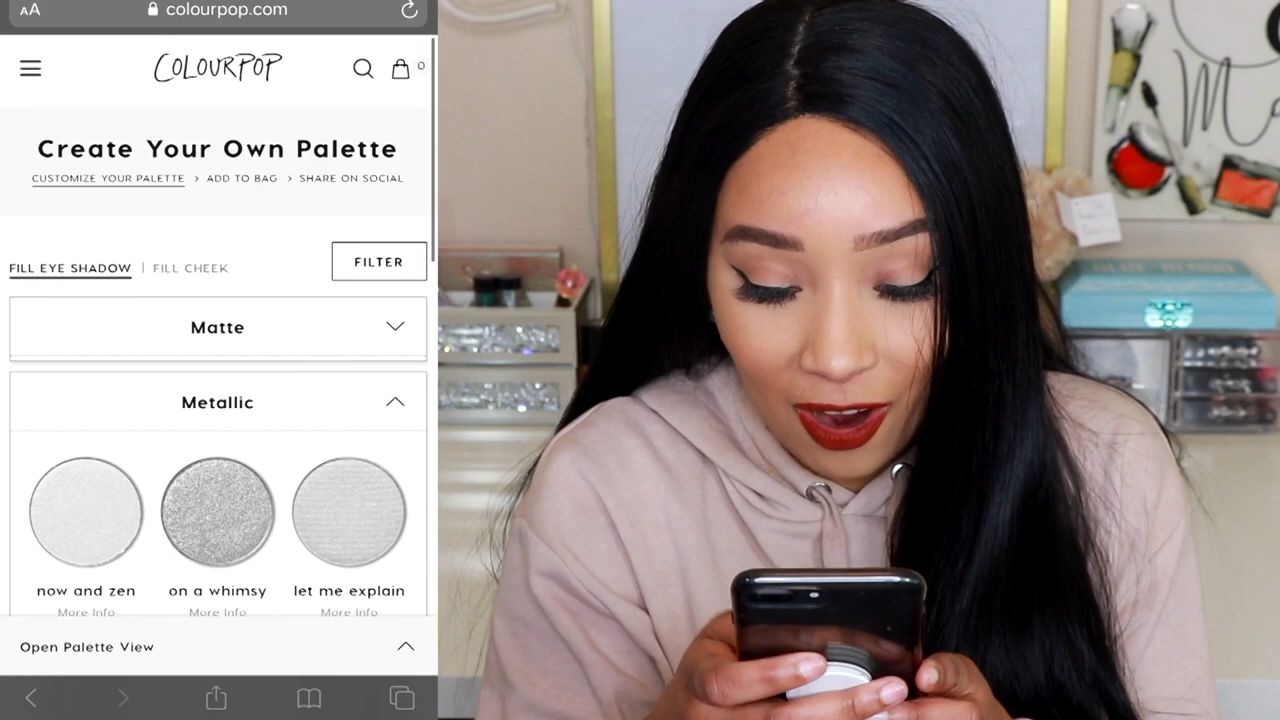 AA colourpop.com
COLOURPOP 0
Create Your Own Palette
CUSTOMIZE YOUR PALETTE > ADD TO BAG > SHARE ON SOCIAL
FILL EYE SHADOW | FILL CHEEK
FILTER
Matte
Metallic
now and zen on a whimsy let me explain
More Info More Info More Info
Open Palette View